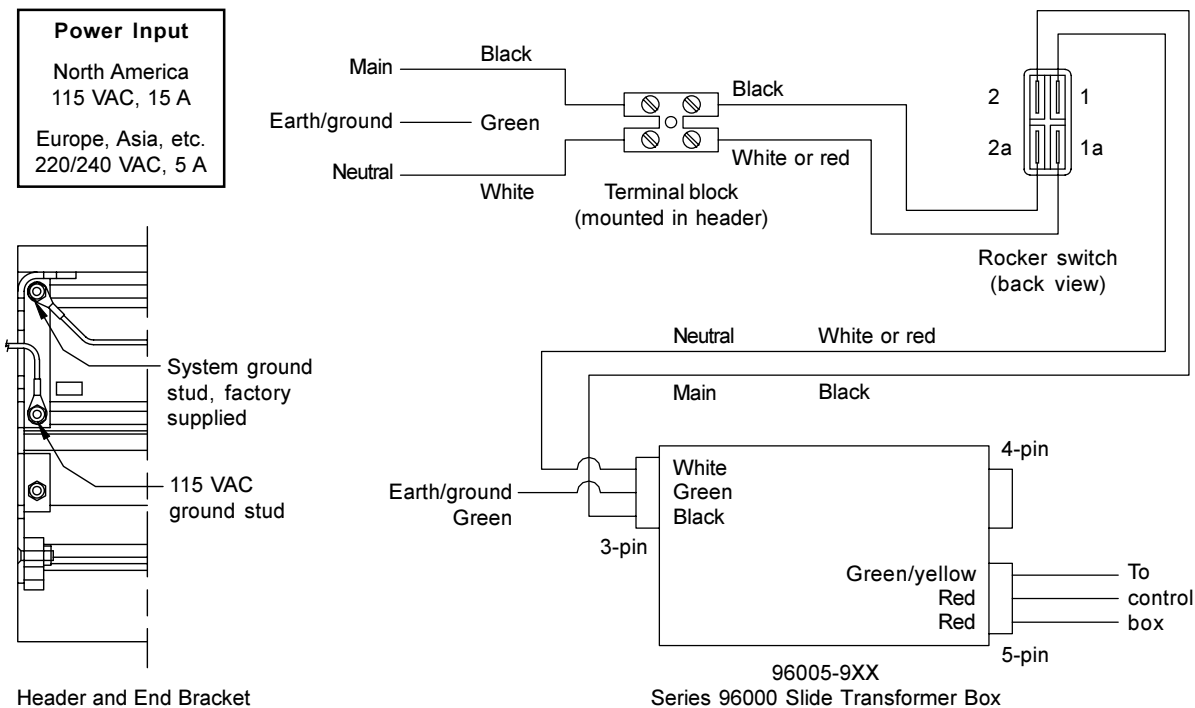 Power Input
North America
115 VAC, 15 A
Europe, Asia, etc.
220/240 VAC, 5 A
Main
Black
Earth/ground
Green
Neutral
White
Black
White or red
Terminal block
(mounted in header)
2
1
2a
1a
Rocker switch
(back view)
System ground
stud, factory
supplied
115 VAC
ground stud
Header and End Bracket
Neutral
White or red
Main
Black
Earth/ground
Green
3-pin
White
Green
Black
4-pin
Green/yellow
Red
Red
To
control
box
5-pin
96005-9XX
Series 96000 Slide Transformer Box